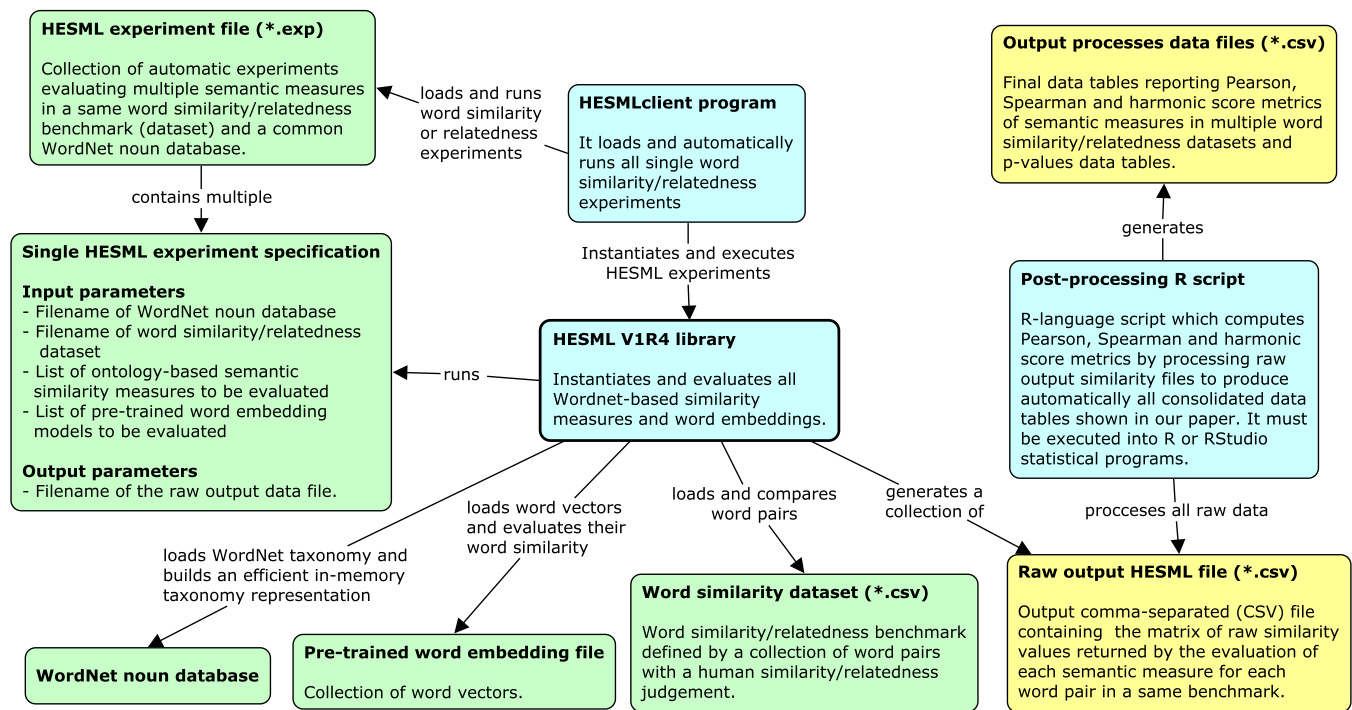 HESML experiment file (*.exp)
Collection of automatic experiments
evaluating multiple semantic measures
in a same word similarity/relatedness
benchmark (dataset) and a common
WordNet noun database.
loads and runs
word similarity
or relatedness
experiments
HESMLclient program
It loads and automatically
runs all single word
similarity/relatedness
experiments
Output processes data files (*.csv)
Final data tables reporting Pearson,
Spearman and harmonic score metrics
of semantic measures in multiple word
similarity/relatedness datasets and
p-values data tables.
contains multiple
Instantiates and executes
HESML experiments
generates
Single HESML experiment specification
Input parameters
- Filename of WordNet noun database
- Filename of word similarity/relatedness
dataset
- List of ontology-based semantic
similarity measures to be evaluated
- List of pre-trained word embedding
models to be evaluated
Output parameters
- Filename of the raw output data file.
runs
HESML V1R4 library
Instantiates and evaluates all
Wordnet-based similarity
measures and word embeddings.
Post-processing R script
R-language script which computes
Pearson, Spearman and harmonic
score metrics by processing raw
output similarity files to produce
automatically all consolidated data
tables shown in our paper. It must
be executed into R or RStudio
statistical programs.
loads WordNet taxonomy and
builds an efficient in-memory
taxonomy representation
loads word vectors
and evaluates their
word similarity
loads and compares
word pairs
generates a
collection of
procceses all raw data
WordNet noun database
Pre-trained word embedding file
Collection of word vectors.
Word similarity dataset (*.csv)
Word similarity/relatedness benchmark
defined by a collection of word pairs
with a human similarity/relatedness
judgement.
Raw output HESML file (*.csv)
Output comma-separated (CSV) file
containing  the matrix of raw similarity
values returned by the evaluation of
each semantic measure for each
word pair in a same benchmark.